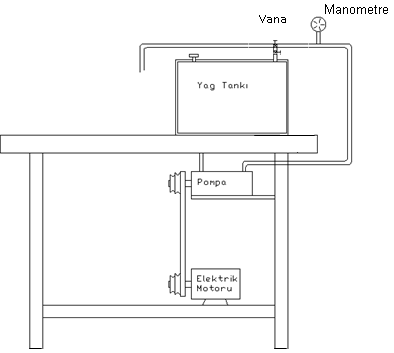 Manometre
Vana
Yag Tankı
Pompa
Elektrik
Motoru